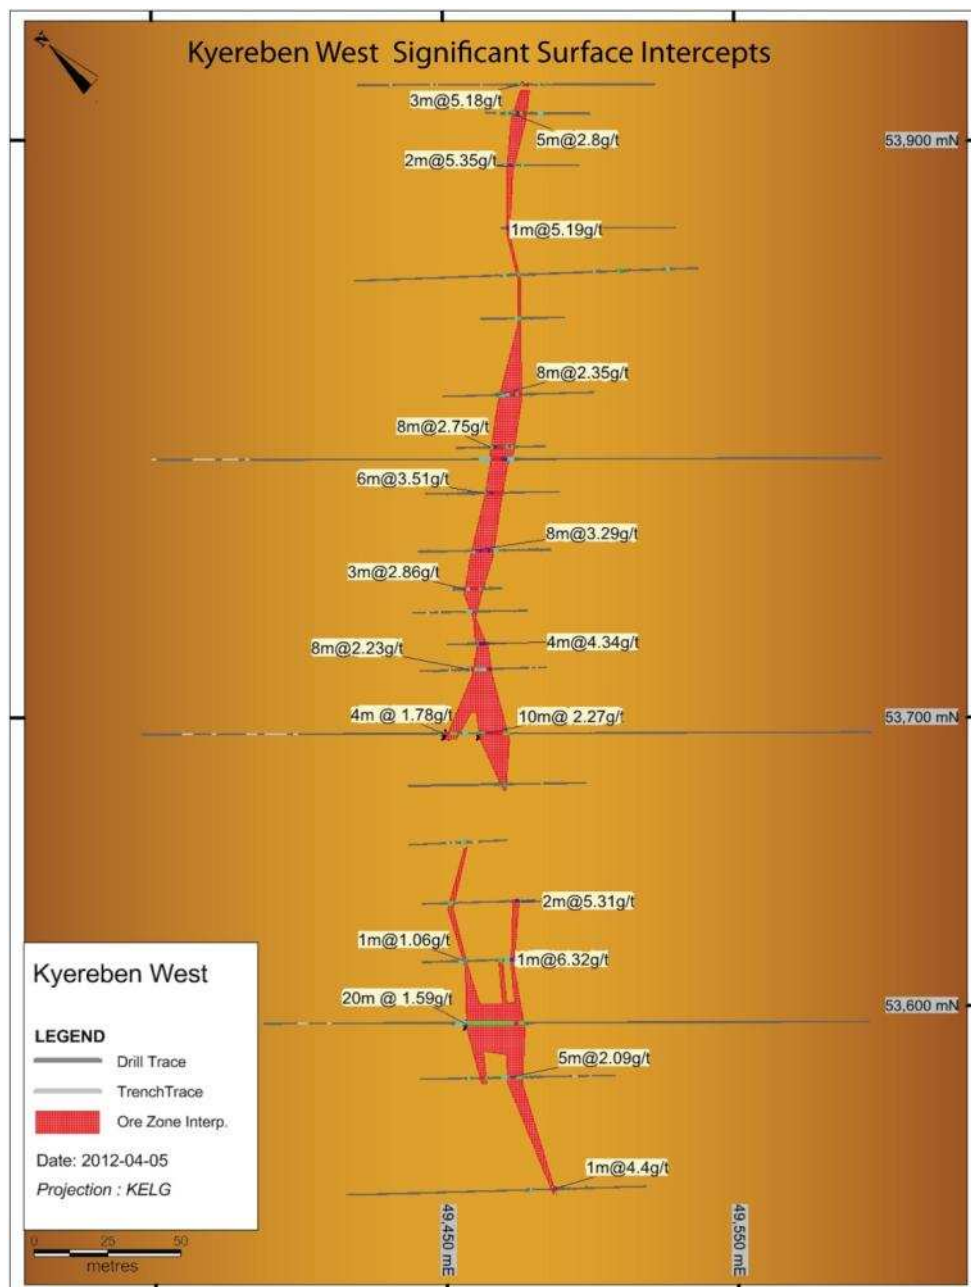 N
Kyereben West Significant Surface Intercepts
3m@5.18g/t
5m@2.8g/t
53,900 mN
2m@5.35g/t
1m@5.19g/t
8m@2.35g/t
8m@2.75g/t
6m@3.51g/t
8m@3.29g/t
3m@2.86g/t
4m@4.34g/t
8m@2.23g/t
4m @ 1.78g/t
10m @ 2.27g/t
53,700 mN
2m@5.31g/t
1m@1.06g/t
1m@6.32g/t
20m @ 1.59g/t
53,600 mN
5m@2.09g/t
1m@4.4g/t
Kyereben West
LEGEND
Drill Trace
TrenchTrace
Ore Zone Interp.
Date: 2012-04-05
Projection : KELG
0 25 50
metres
49,450 mE
49,550 mE